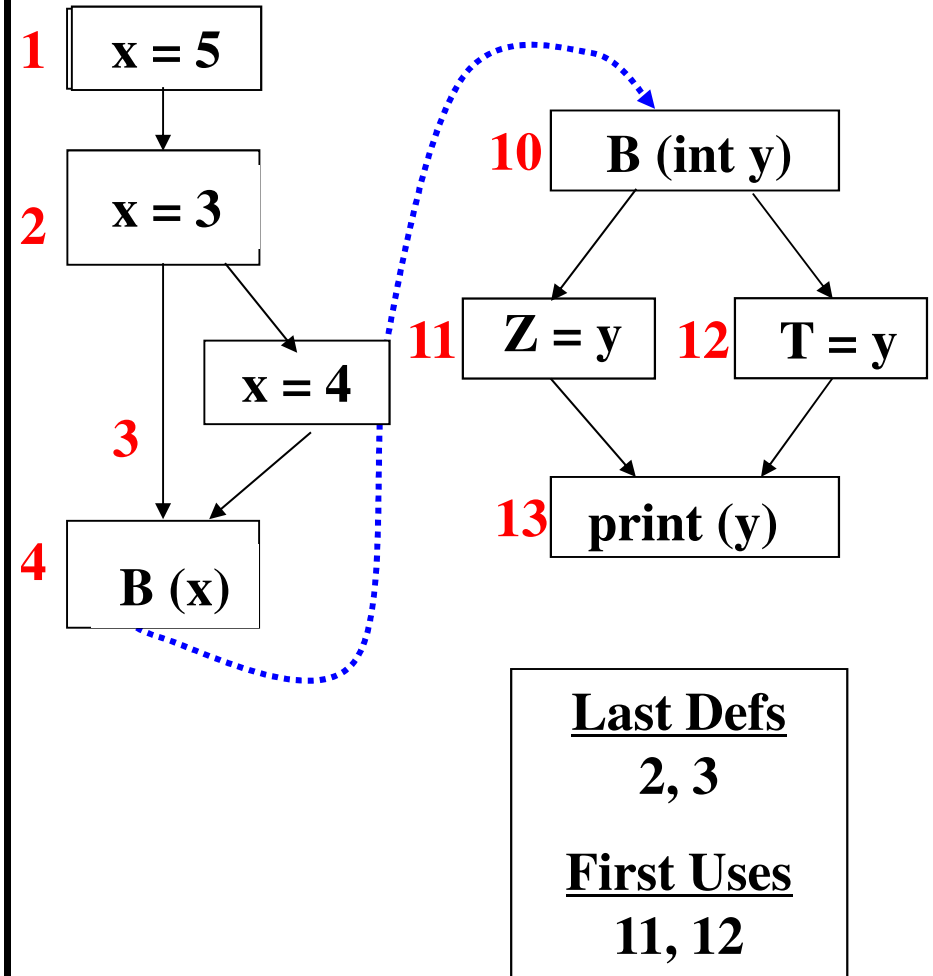 1 x = 5
2 x = 3
x = 4
3
4 B (x)
10 B (int y)
11 Z = y
12 T = y
13 print (y)
Last Defs
2, 3
First Uses
11, 12